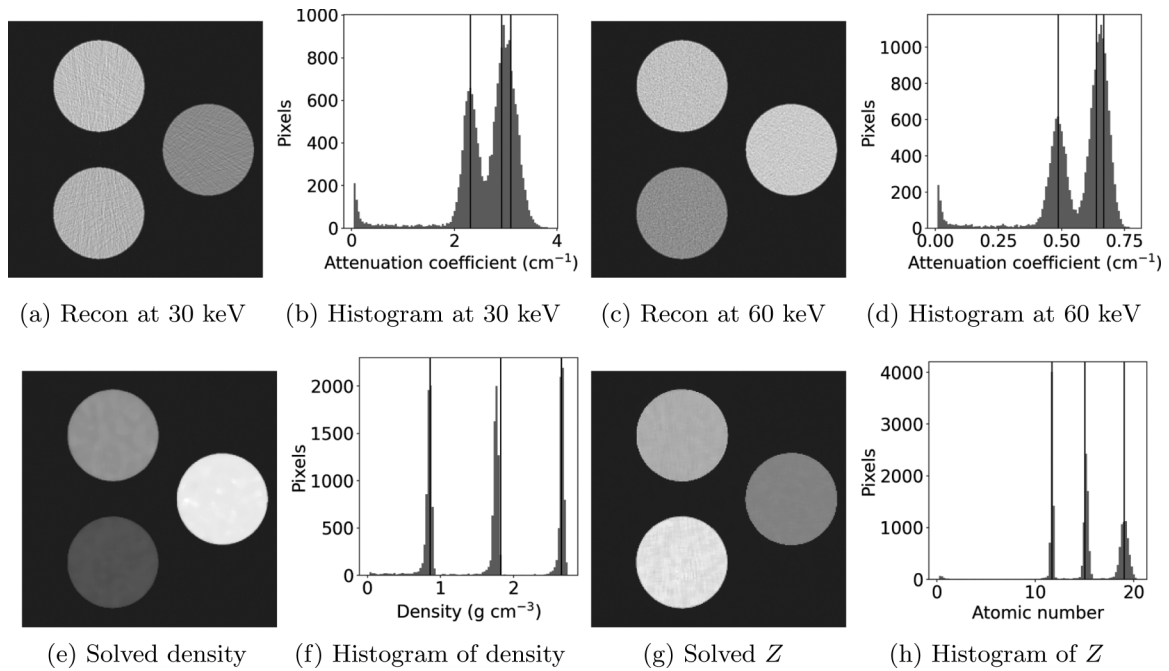 1000
800
600
400
200
0
Pixels
0
2
4
Attenuation coefficient (cm⁻¹)
1000
800
600
400
200
0
Pixels
0.00
0.25
0.50
0.75
Attenuation coefficient (cm⁻¹)
(a) Recon at 30 keV
(b) Histogram at 30 keV
(c) Recon at 60 keV
(d) Histogram at 60 keV
2000
1500
1000
500
0
Pixels
0
1
2
Density (g cm⁻³)
4000
3000
2000
1000
0
Pixels
0
10
20
Atomic number
(e) Solved density
(f) Histogram of density
(g) Solved Z
(h) Histogram of Z